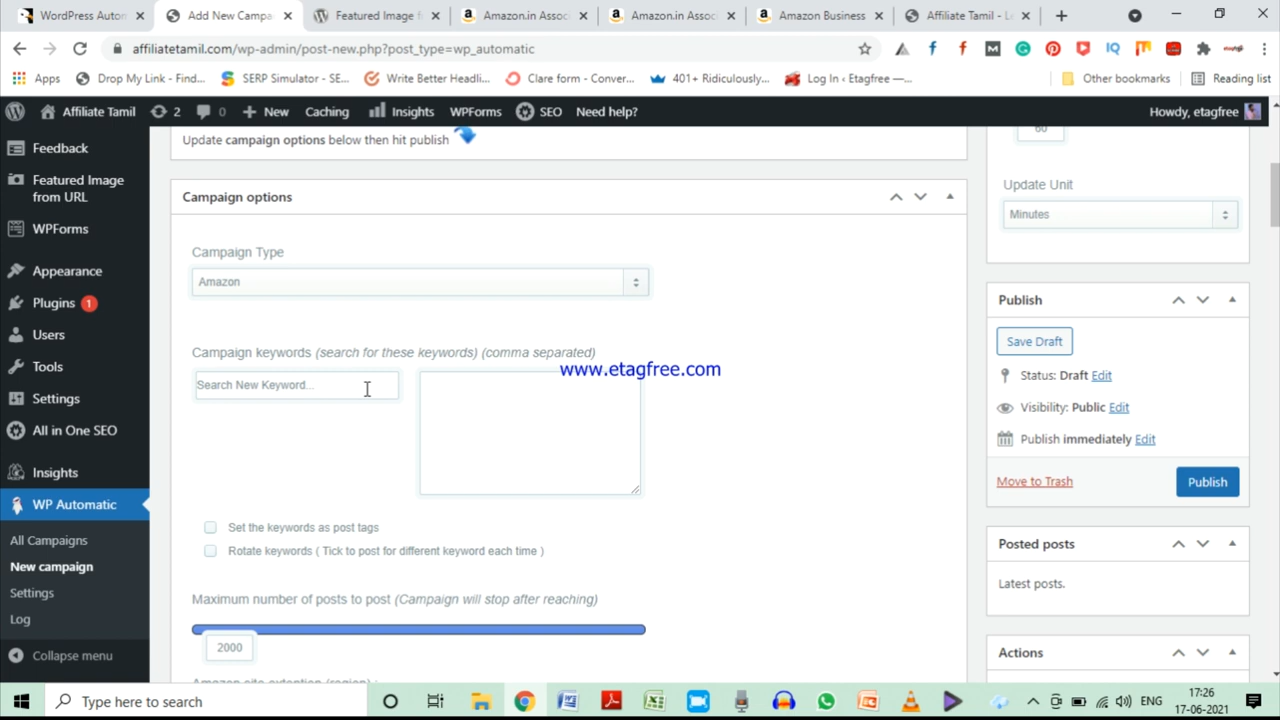 WordPress Autom
Add New Campa
Featured Image f
Amazon.in Assoc
Amazon.in Assoc
Amazon Business
Affiliate Tamil - Le
affiliatetamil.com/wp-admin/post-new.php?post_type=wp_automatic
Apps
Drop My Link - Find...
SERP Simulator - SE...
Write Better Headli...
Clare form - Conver...
401+ Ridiculously...
Log In ‹ Etagfree —...
Other bookmarks
Reading list
Affiliate Tamil
2
0
New
Caching
Insights
WPForms
SEO
Need help?
Howdy, etagfree
Feedback
Featured Image
from URL
WPForms
Appearance
Plugins 1
Users
Tools
Settings
All in One SEO
Insights
WP Automatic
All Campaigns
New campaign
Settings
Log
Collapse menu
Update campaign options below then hit publish
Campaign options
Campaign Type
Amazon
Campaign keywords (search for these keywords) (comma separated)
Search New Keyword...
www.etagfree.com
Set the keywords as post tags
Rotate keywords ( Tick to post for different keyword each time )
Maximum number of posts to post (Campaign will stop after reaching)
2000
Amazon site extention (region) :
60
Update Unit
Minutes
Publish
Save Draft
Status: Draft Edit
Visibility: Public Edit
Publish immediately Edit
Move to Trash
Publish
Posted posts
Latest posts.
Actions
Type here to search
ENG
17:26
17-06-2021